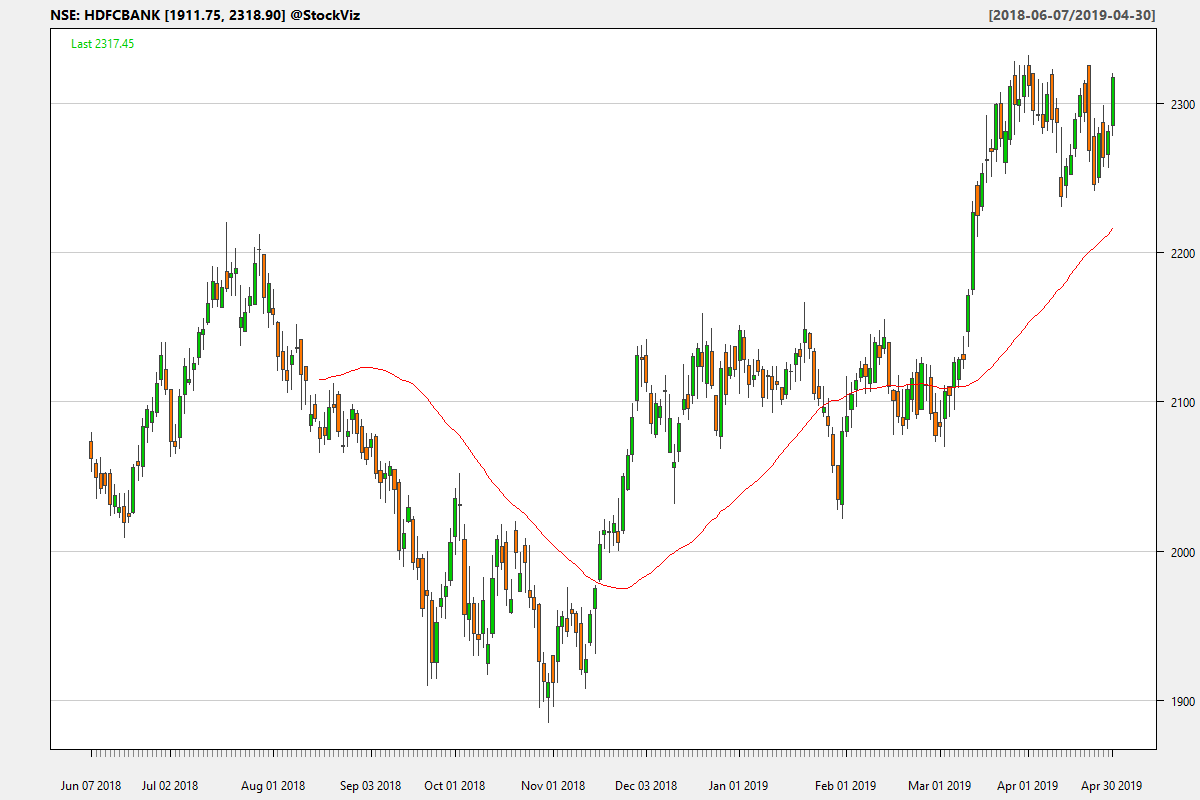 NSE: HDFCBANK [1911.75, 2318.90] @StockViz [2018-06-07/2019-04-30]
Last 2317.45
2300
2200
2100
2000
1900
Jun 07 2018 Jul 02 2018 Aug 01 2018 Sep 03 2018 Oct 01 2018 Nov 01 2018 Dec 03 2018 Jan 01 2019 Feb 01 2019 Mar 01 2019 Apr 01 2019 Apr 30 2019